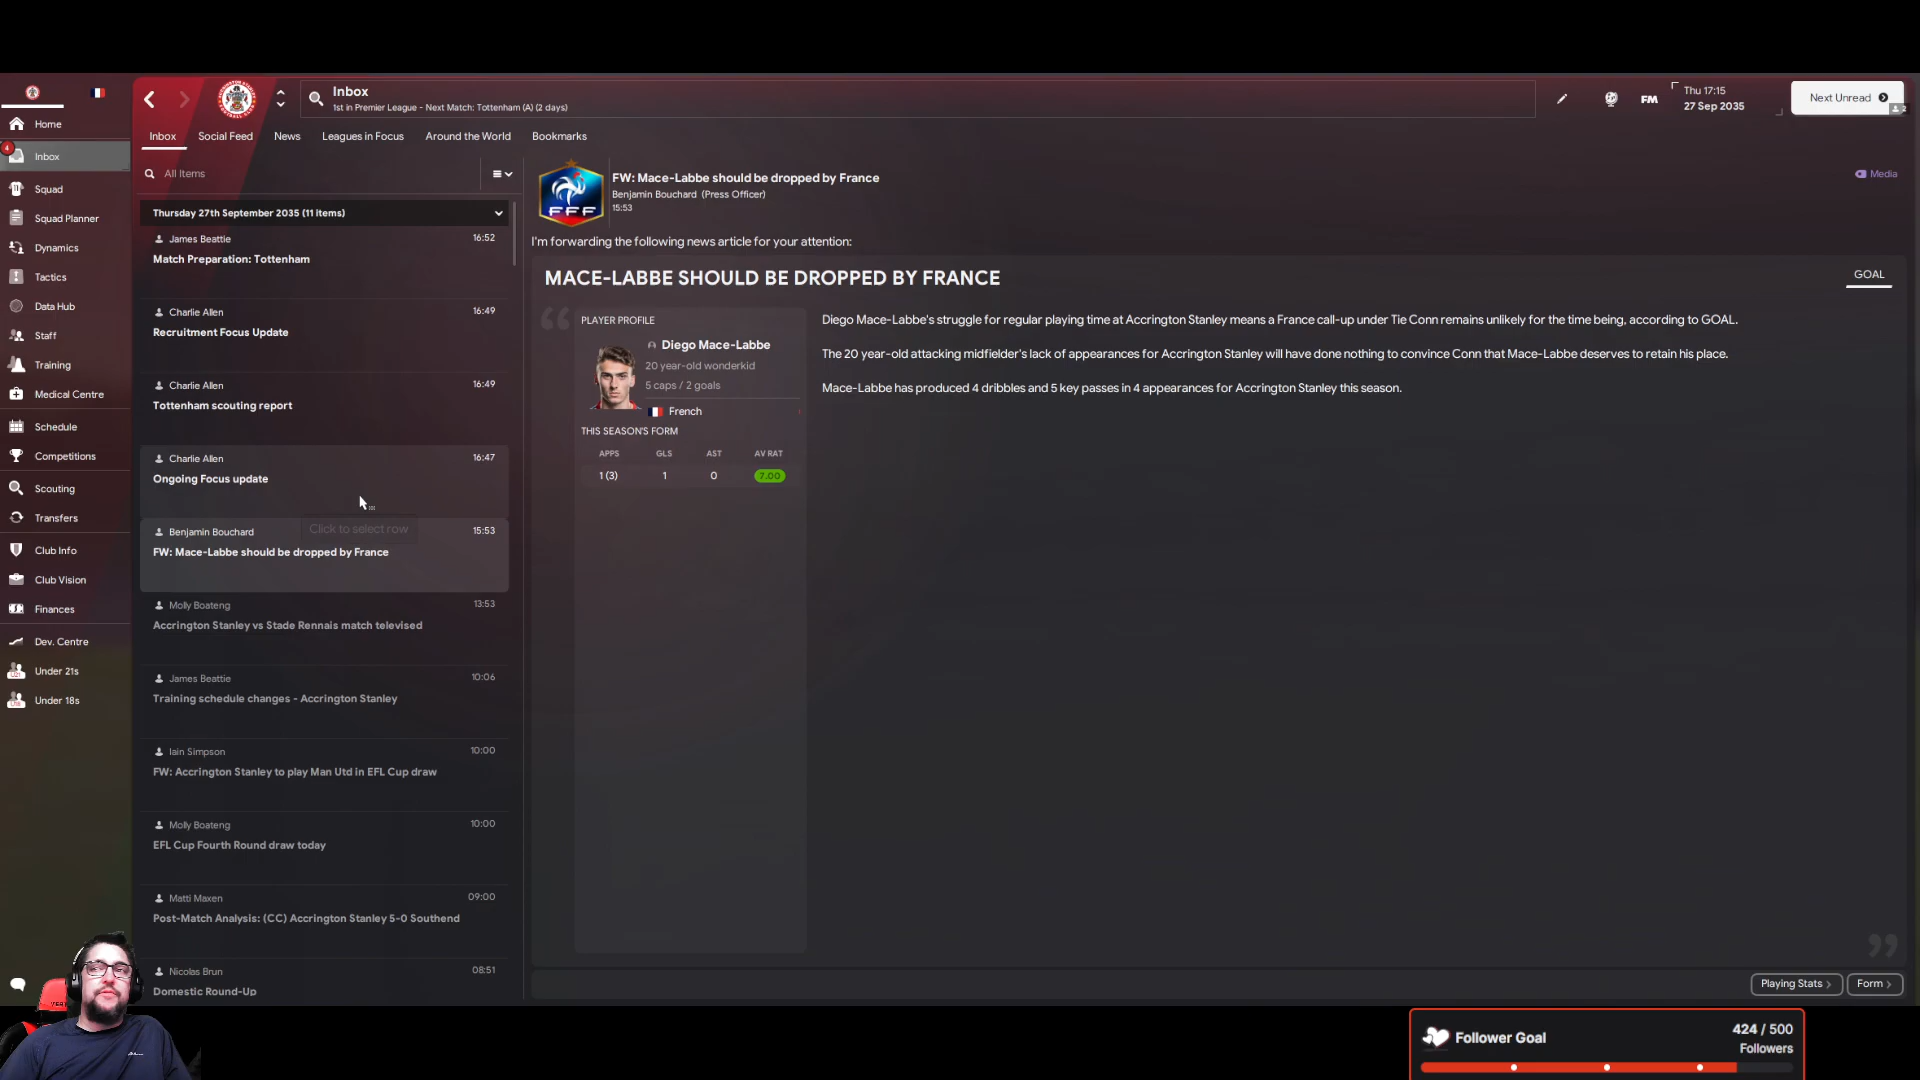 Inbox
1st in Premier League - Next Match: Tottenham (A) (2 days)
FM
Thu 17:15
27 Sep 2035
Next Unread
2
Home
4
Inbox
Squad
Squad Planner
Dynamics
Tactics
Data Hub
Staff
Training
Medical Centre
Schedule
Competitions
Scouting
Transfers
Club Info
Club Vision
Finances
Dev. Centre
Under 21s
Under 18s
Inbox
Social Feed
News
Leagues in Focus
Around the World
Bookmarks
All Items
Thursday 27th September 2035 (11 items)
James Beattie
16:52
Match Preparation: Tottenham
Charlie Allen
16:49
Recruitment Focus Update
Charlie Allen
16:49
Tottenham scouting report
Charlie Allen
16:47
Ongoing Focus update
Click to select row
Benjamin Bouchard
15:53
FW: Mace-Labbe should be dropped by France
Molly Boateng
13:53
Accrington Stanley vs Stade Rennais match televised
James Beattie
10:06
Training schedule changes - Accrington Stanley
Iain Simpson
10:00
FW: Accrington Stanley to play Man Utd in EFL Cup draw
Molly Boateng
10:00
EFL Cup Fourth Round draw today
Matti Maxen
09:00
Post-Match Analysis: (CC) Accrington Stanley 5-0 Southend
Nicolas Brun
08:51
Domestic Round-Up
FFF
FW: Mace-Labbe should be dropped by France
Benjamin Bouchard (Press Officer)
15:53
Media
I'm forwarding the following news article for your attention:
MACE-LABBE SHOULD BE DROPPED BY FRANCE
GOAL
PLAYER PROFILE
Diego Mace-Labbe
20 year-old wonderkid
5 caps / 2 goals
French
THIS SEASON'S FORM
APPS GLS AST AV RAT
1 (3) 1 0 7.00
Diego Mace-Labbe's struggle for regular playing time at Accrington Stanley means a France call-up under Tie Conn remains unlikely for the time being, according to GOAL.
The 20 year-old attacking midfielder's lack of appearances for Accrington Stanley will have done nothing to convince Conn that Mace-Labbe deserves to retain his place.
Mace-Labbe has produced 4 dribbles and 5 key passes in 4 appearances for Accrington Stanley this season.
Playing Stats
Form
Follower Goal
424 / 500
Followers